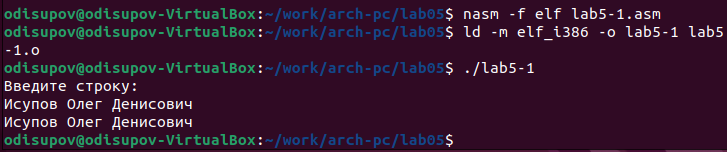 odisupov@odisupov-VirtualBox:~/work/arch-pc/lab05$ nasm -f elf lab5-1.asm
odisupov@odisupov-VirtualBox:~/work/arch-pc/lab05$ ld -m elf_i386 -o lab5-1 lab5
-1.o
odisupov@odisupov-VirtualBox:~/work/arch-pc/lab05$ ./lab5-1
Введите строку:
Исупов Олег Денисович
Исупов Олег Денисович
odisupov@odisupov-VirtualBox:~/work/arch-pc/lab05$